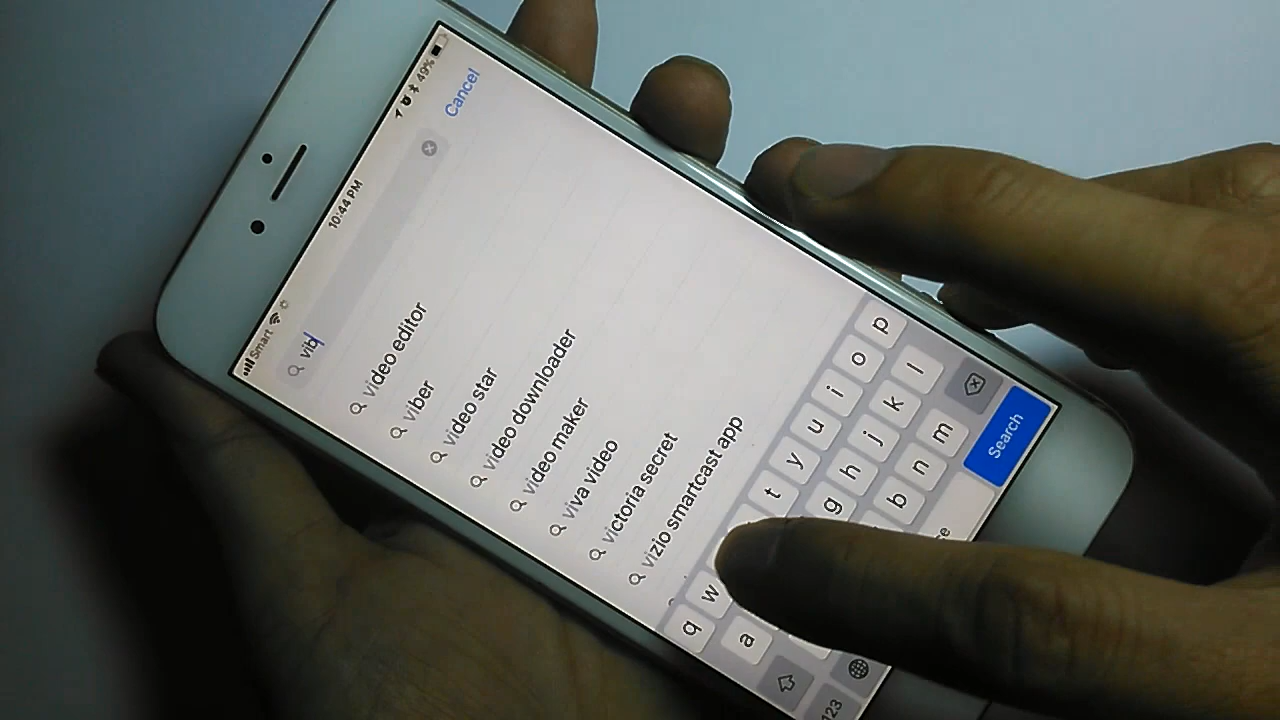 Smart 10:44 PM 49%
vid Cancel
video editor
viber
video star
video downloader
video maker
viva video
victoria secret
vizio smartcast app
q w t y u i o p
a g h j k l
b n m
123 Search